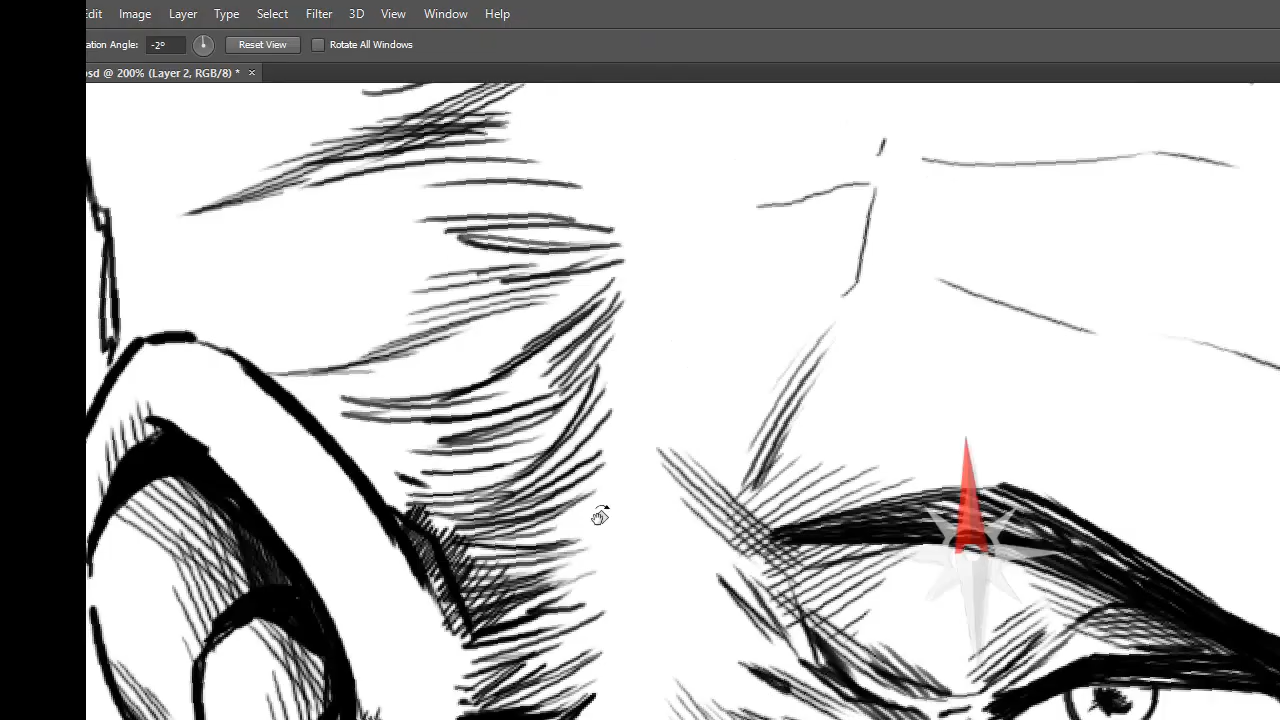 Edit Image Layer Type Select Filter 3D View Window Help
ation Angle: -2° Reset View Rotate All Windows
osd @ 200% (Layer 2, RGB/8) * ×